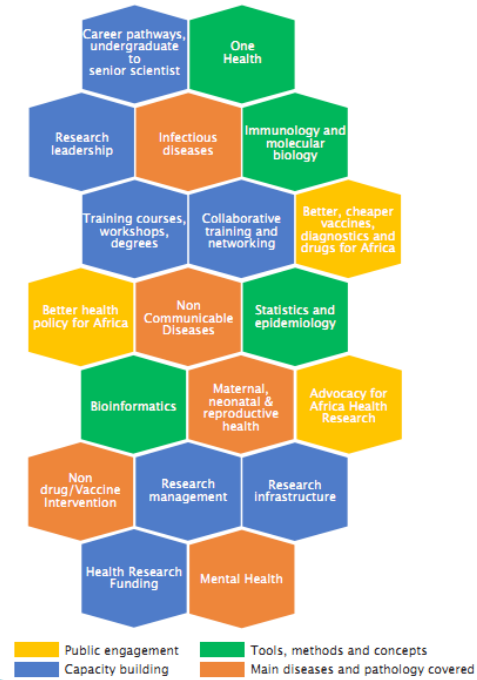 Career pathways,
undergraduate
to
senior scientist
One
Health
Research
leadership
Infectious
diseases
Immunology and
molecular
biology
Training courses,
workshops,
degrees
Collaborative
training and
networking
Better, cheaper
vaccines,
diagnostics and
drugs for Africa
Better health
policy for Africa
Non
Communicable
Diseases
Statistics and
epidemiology
Bioinformatics
Maternal,
neonatal &
reproductive
health
Advocacy for
Africa Health
Research
Non
drug/Vaccine
Intervention
Research
management
Research
infrastructure
Health Research
Funding
Mental Health
Public engagement
Tools, methods and concepts
Capacity building
Main diseases and pathology covered